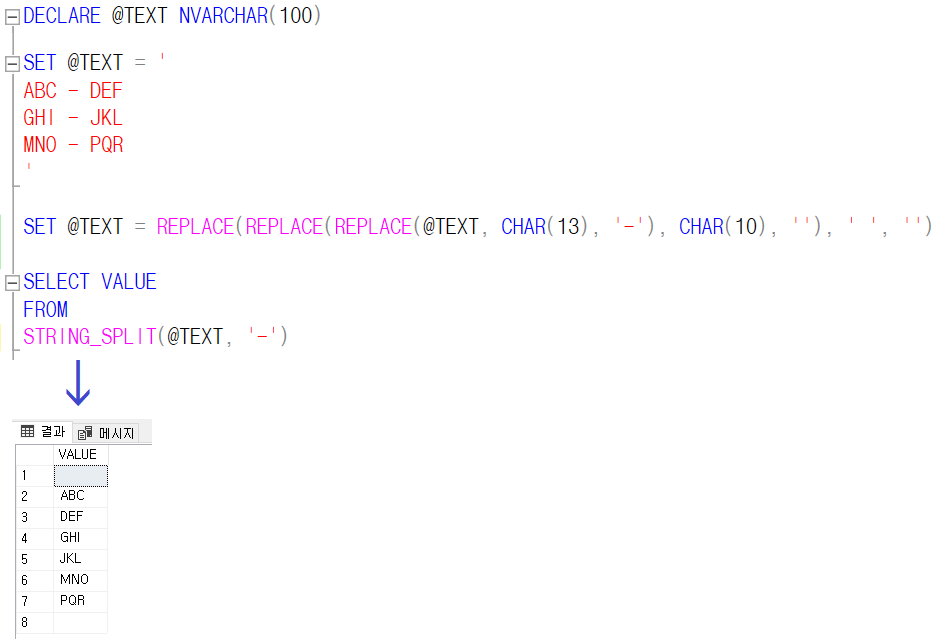 DECLARE @TEXT NVARCHAR(100)
SET @TEXT = '
ABC - DEF
GHI - JKL
MNO - PQR
'
SET @TEXT = REPLACE(REPLACE(REPLACE(@TEXT, CHAR(13), '-'), CHAR(10), ''), ' ', '')
SELECT VALUE
FROM
STRING_SPLIT(@TEXT, '-')
결과 메시지
VALUE
1
2 ABC
3 DEF
4 GHI
5 JKL
6 MNO
7 PQR
8